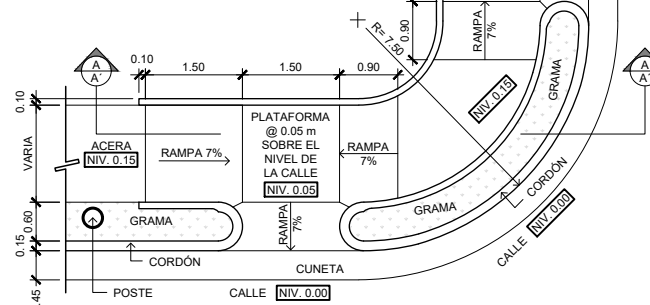 R= 7.50
0.90
RAMPA
7%
A
A'
0.10
1.50
1.50
0.90
GRAMA
A
A'
0.10
VARIA
ACERA
NIV. 0.15
RAMPA 7%
PLATAFORMA
@ 0.05 m
SOBRE EL
NIVEL DE
LA CALLE
NIV. 0.05
RAMPA
7%
NIV. 0.15
0.60
GRAMA
RAMPA
7%
GRAMA
CORDÓN
0.15
CORDÓN
CUNETA
CALLE NIV. 0.00
.45
POSTE
CALLE NIV. 0.00